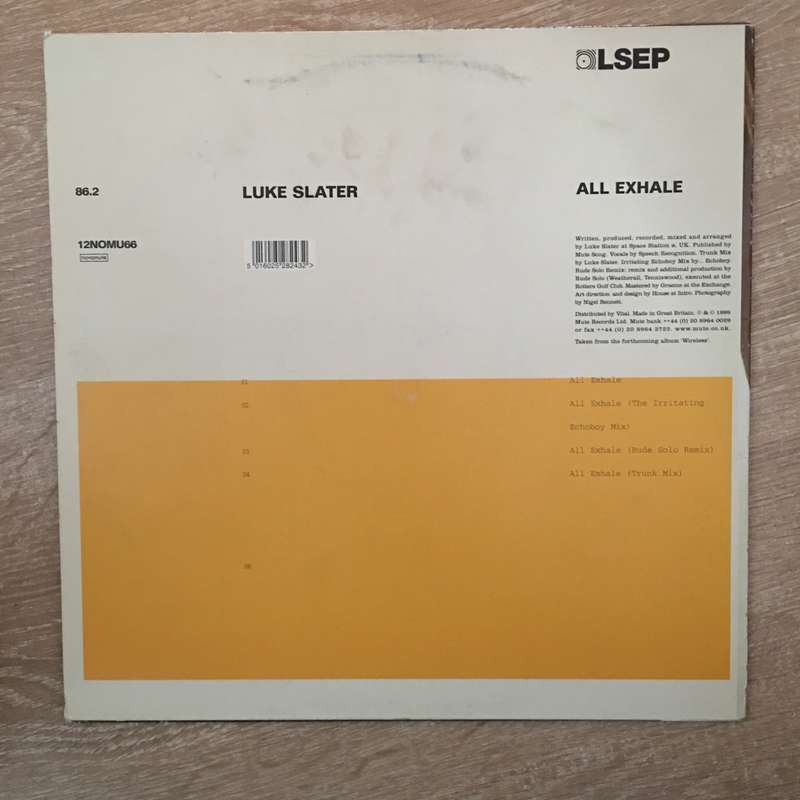 LSEP
86.2
LUKE SLATER
ALL EXHALE
12NOMU66
novamute
5 016025 282432>
Written, produced, recorded, mixed and arranged
by Luke Slater at Space Station ø. UK. Published by
Mute Song. Vocals by Speech Recognition. Trunk Mix
by Luke Slater. Irritating Echoboy Mix by... Echoboy.
Rude Solo Remix: remix and additional production by
Rude Solo (Weatherall, Tenniswood), executed at the
Rotters Golf Club. Mastered by Graeme at the Exchange.
Art direction and design by House at Intro. Photography
by Nigel Bennett.
Distributed by Vital. Made in Great Britain. ℗ & © 1999
Mute Records Ltd. Mute bank ++44 (0) 20 8964 0029
or fax ++44 (0) 20 8964 2722. www.mute.co.uk.
Taken from the forthcoming album 'Wireless'.
01 All Exhale
02 All Exhale (The Irritating
Echoboy Mix)
03 All Exhale (Rude Solo Remix)
04 All Exhale (Trunk Mix)